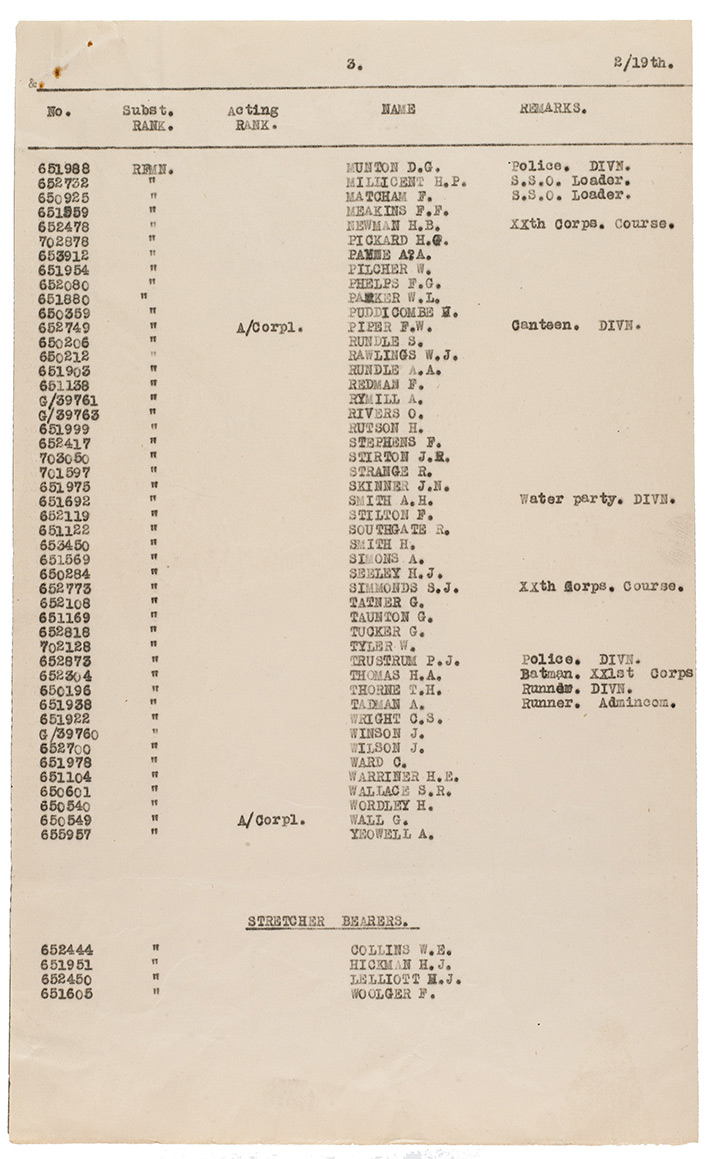 3. 2/19th.
&.
No. Subst. Acting NAME REMARKS.
RANK. RANK.
651988 RFMN. MUNTON D.G. Police. DIVN.
652732 " MILLICENT H.P. S.S.O. Loader.
650925 " MATCHAM F. S.S.O. Loader.
651859 " MEAKINS F.F.
652478 " NEWMAN H.B. XXth Corps. Course.
702878 " PICKARD H.G.
653912 " PAYNE A.A.
651954 " PILCHER W.
652080 " PHELPS F.G.
651880 " PARKER W.L.
650359 " PUDDICOMBE H.
652749 " A/Corpl. PIPER F.W. Canteen. DIVN.
650206 " RUNDLE S.
650212 " RAWLINGS W.J.
651903 " RUNDLE A.A.
651138 " REDMAN F.
G/39761 " RYMILL A.
G/39763 " RIVERS O.
651999 " RUTSON H.
652417 " STEPHENS F.
703050 " STIRTON J.R.
701597 " STRANGE R.
651975 " SKINNER J.N.
651692 " SMITH A.H. Water party. DIVN.
652119 " STILTON F.
651122 " SOUTHGATE R.
653450 " SMITH H.
651569 " SIMONS A.
650284 " SEELEY H.J.
652773 " SIMMONDS S.J. XXth Corps. Course.
652108 " TATNER G.
651169 " TAUNTON G.
652818 " TUCKER G.
702128 " TYLER W.
652873 " TRUSTRUM P.J. Police. DIVN.
652304 " THOMAS H.A. Batman. XX1st Corps
650196 " THORNE T.H. Runner. DIVN.
651938 " TADMAN A. Runner. Admincom.
651922 " WRIGHT C.S.
G/39760 " WINSON J.
652700 " WILSON J.
651978 " WARD C.
651104 " WARRINER H.E.
650601 " WALLACE S.R.
650540 " WORDLEY H.
650549 " A/Corpl. WALL G.
655957 " YEOWELL A.
STRETCHER BEARERS.
652444 " COLLINS W.E.
651951 " HICKMAN H.J.
652450 " LELLIOTT H.J.
651605 " WOOLGER F.